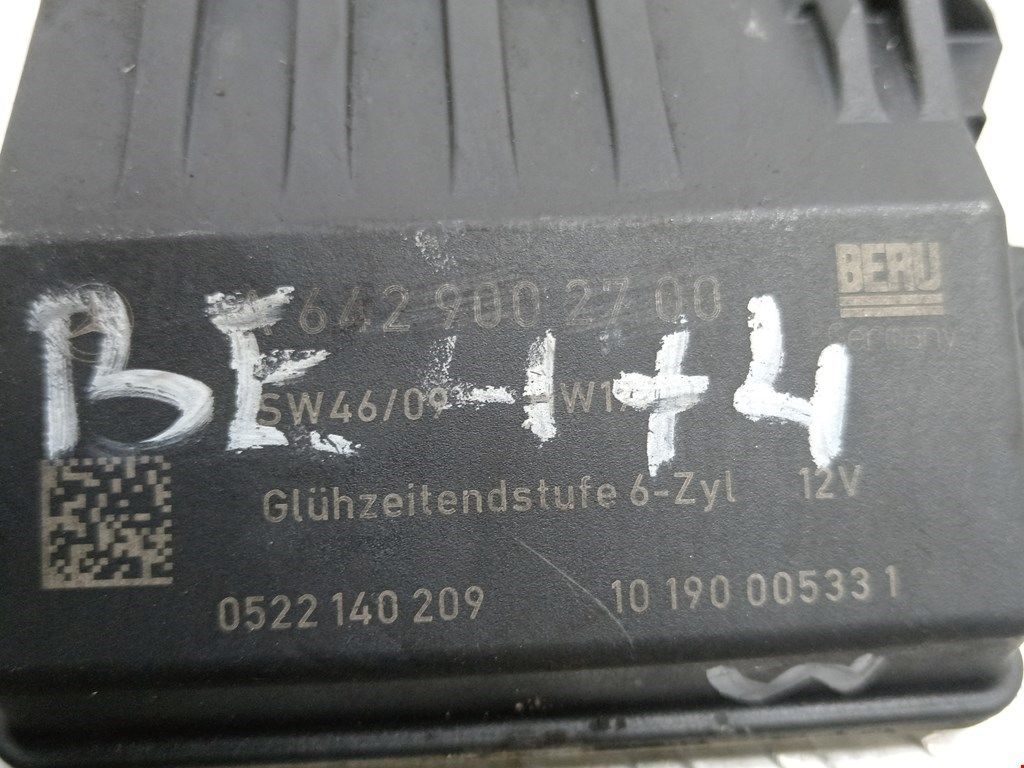 BERU
Germany
A 642 900 27 00
BE-174
SW46/09
Glühzeitendstufe 6-Zyl 12V
0522 140 209 10 190 00533 1